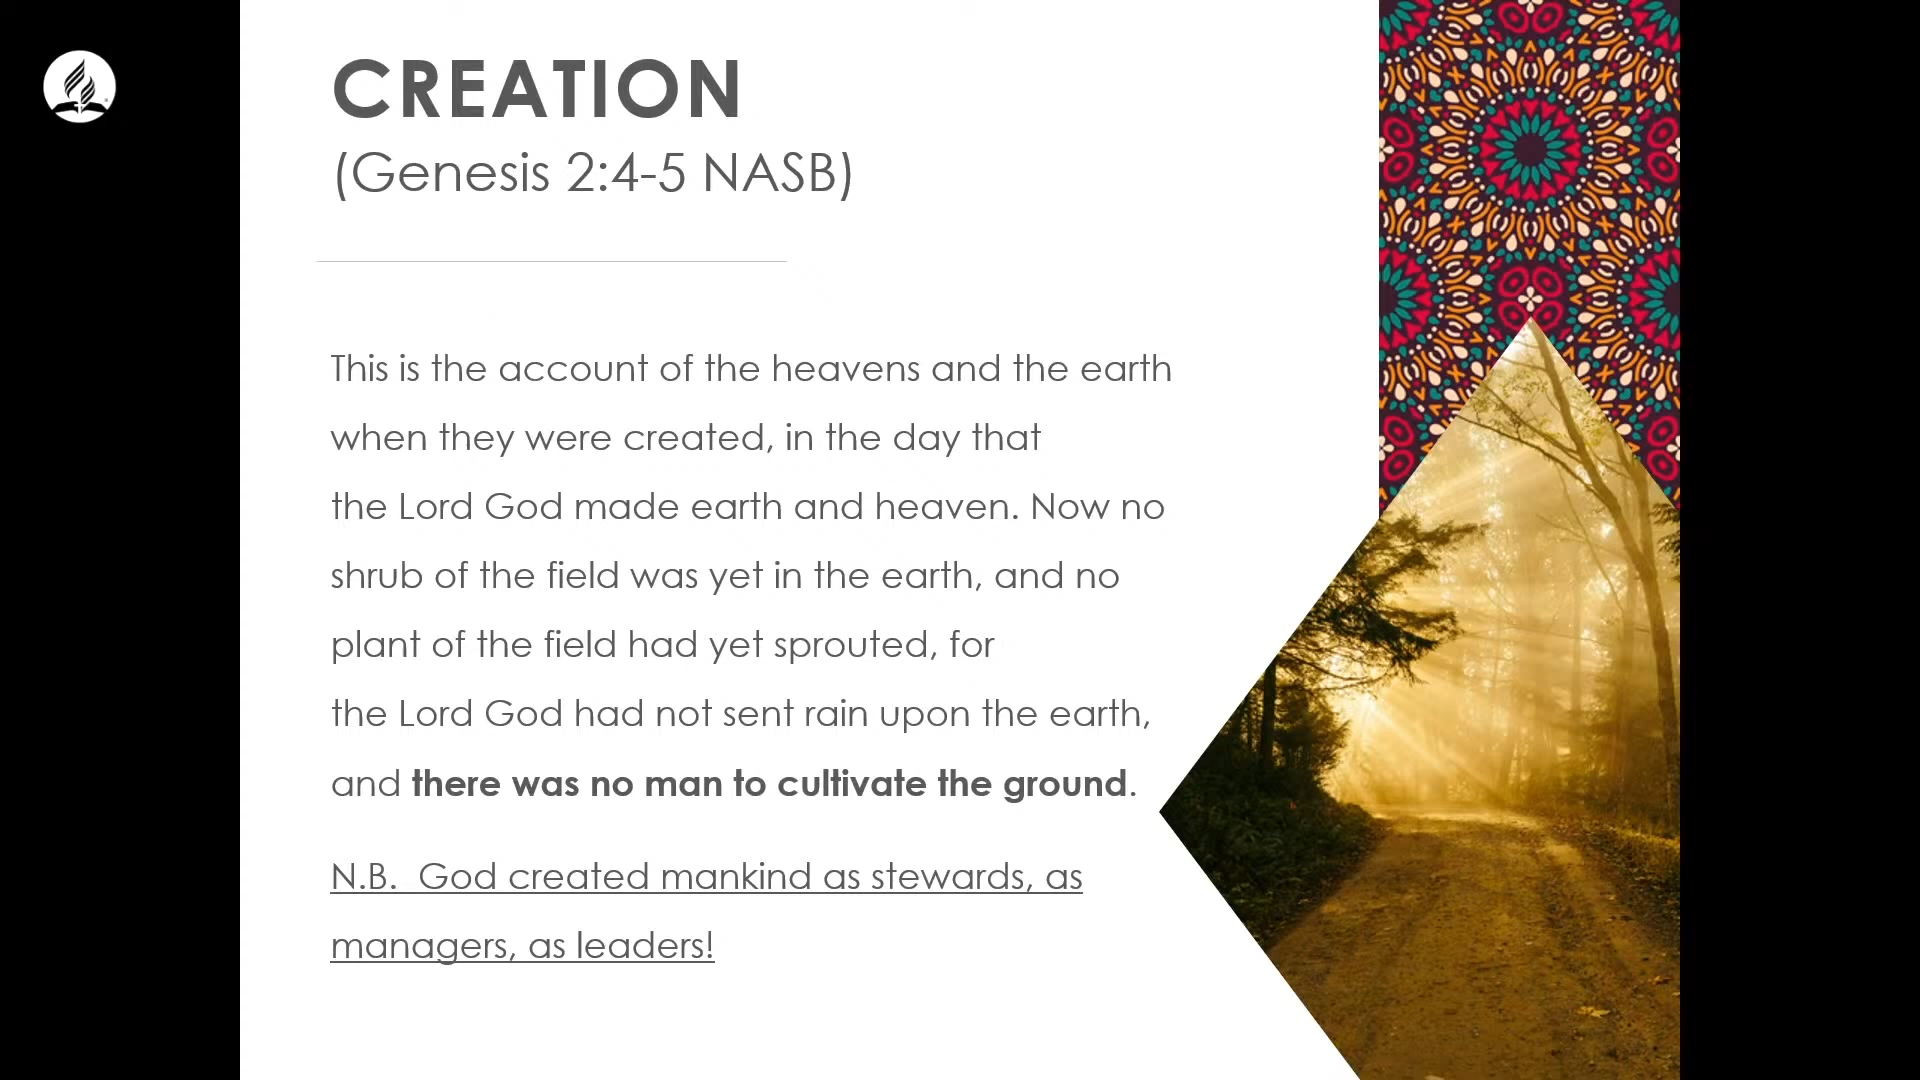 CREATION
(Genesis 2:4-5 NASB)
This is the account of the heavens and the earth
when they were created, in the day that
the Lord God made earth and heaven. Now no
shrub of the field was yet in the earth, and no
plant of the field had yet sprouted, for
the Lord God had not sent rain upon the earth,
and there was no man to cultivate the ground.
N.B.  God created mankind as stewards, as
managers, as leaders!